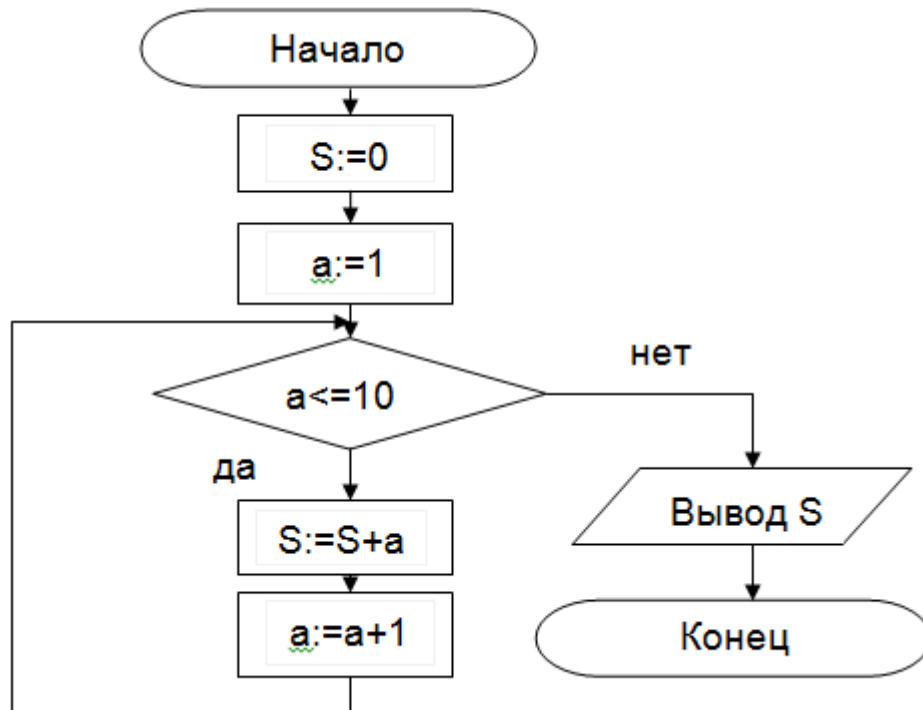 Начало
S:=0
a:=1
a<=10
нет
да
S:=S+a
a:=a+1
Вывод S
Конец